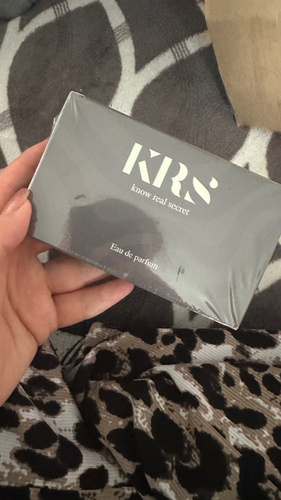 KRS
know real secret
Eau de parfum